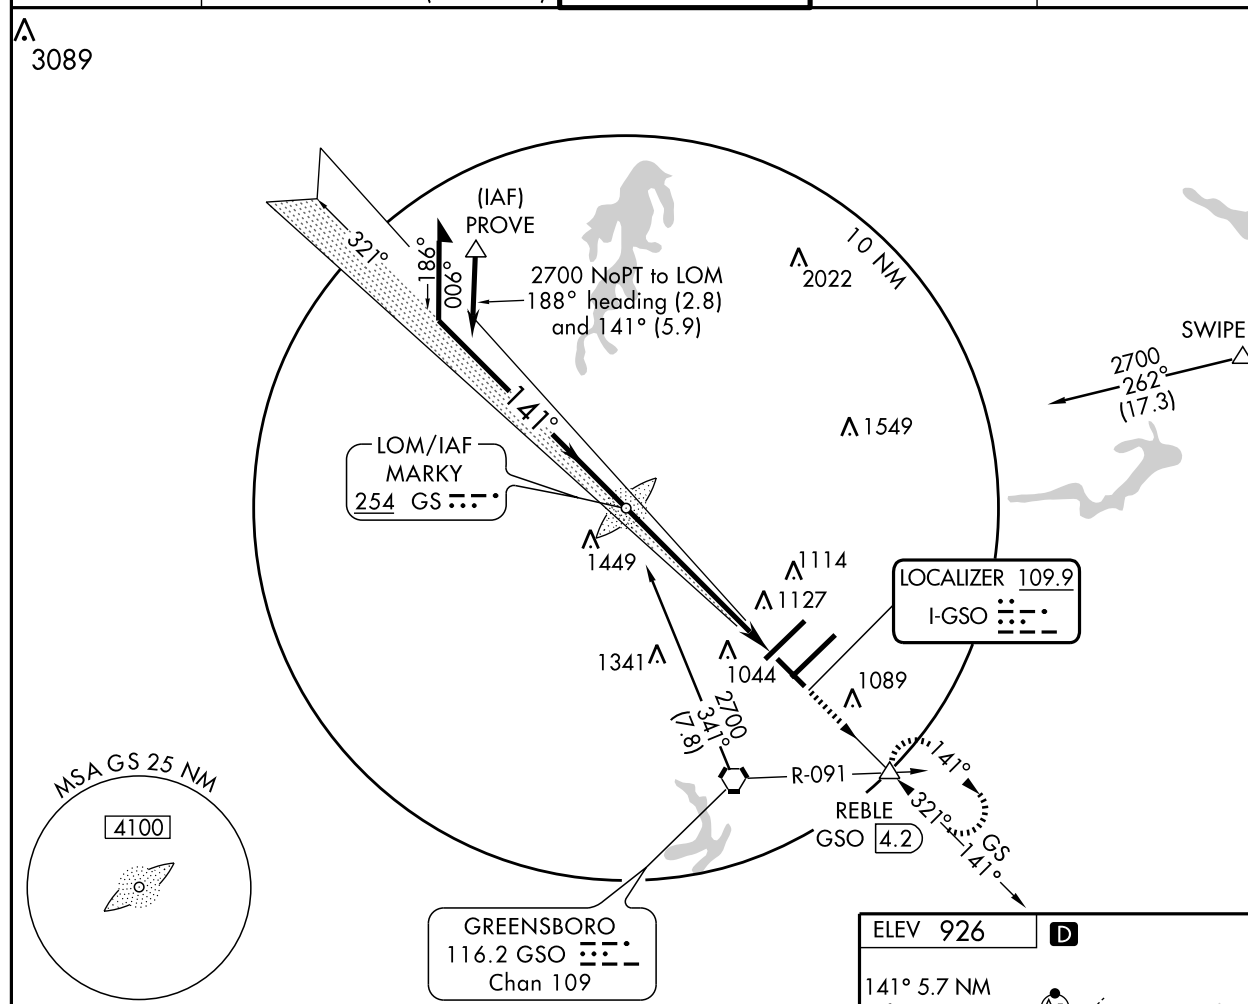 3089
(IAF)
PROVE
321°
186°
006°
2700 NoPT to LOM
188° heading (2.8)
and 141° (5.9)
10 NM
2022
SWIPE
2700
262°
(17.3)
141°
1549
LOM/IAF
MARKY
254 GS
1449
1114
1127
LOCALIZER 109.9
I-GSO
1341
1044
1089
2700
341°
(7.8)
R-091
141°
REBLE
GSO 4.2
321°
GS
141°
MSA GS 25 NM
4100
GREENSBORO
116.2 GSO
Chan 109
ELEV 926 D
141° 5.7 NM